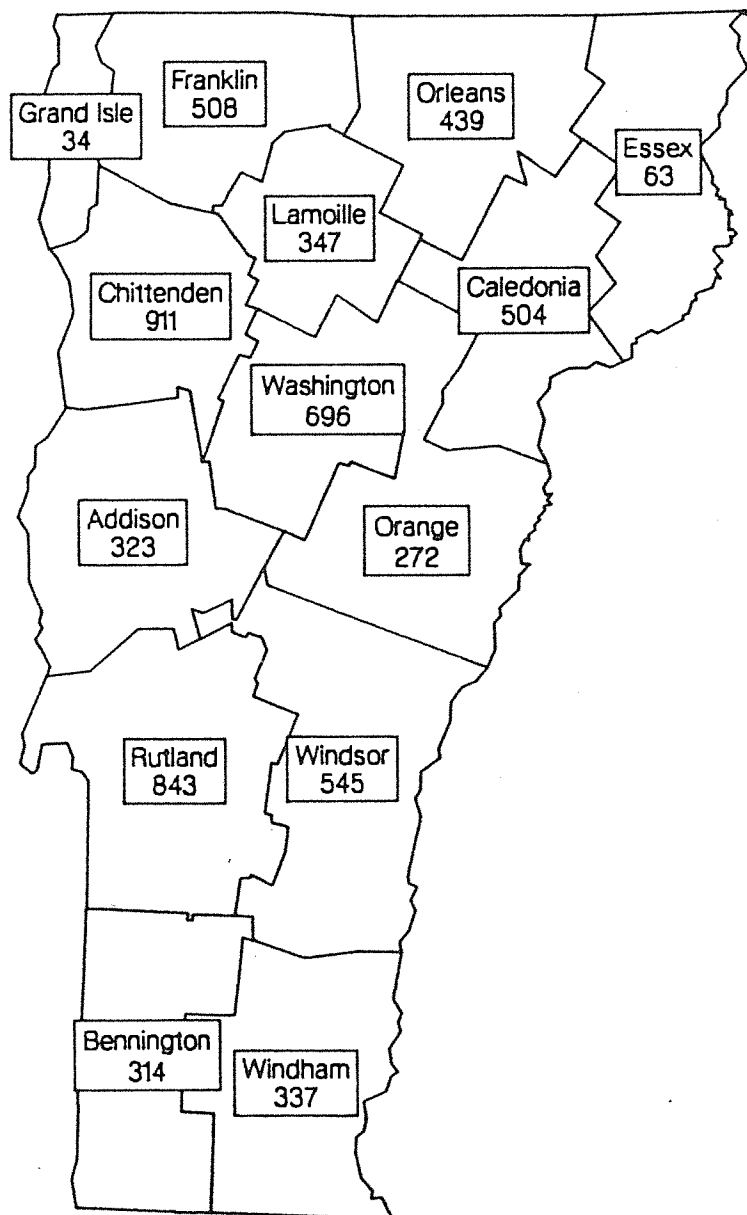 Franklin
508
Orleans
439
Grand Isle
34
Essex
63
Lamoille
347
Chittenden
911
Caledonia
504
Washington
696
Addison
323
Orange
272
Rutland
843
Windsor
545
Bennington
314
Windham
337